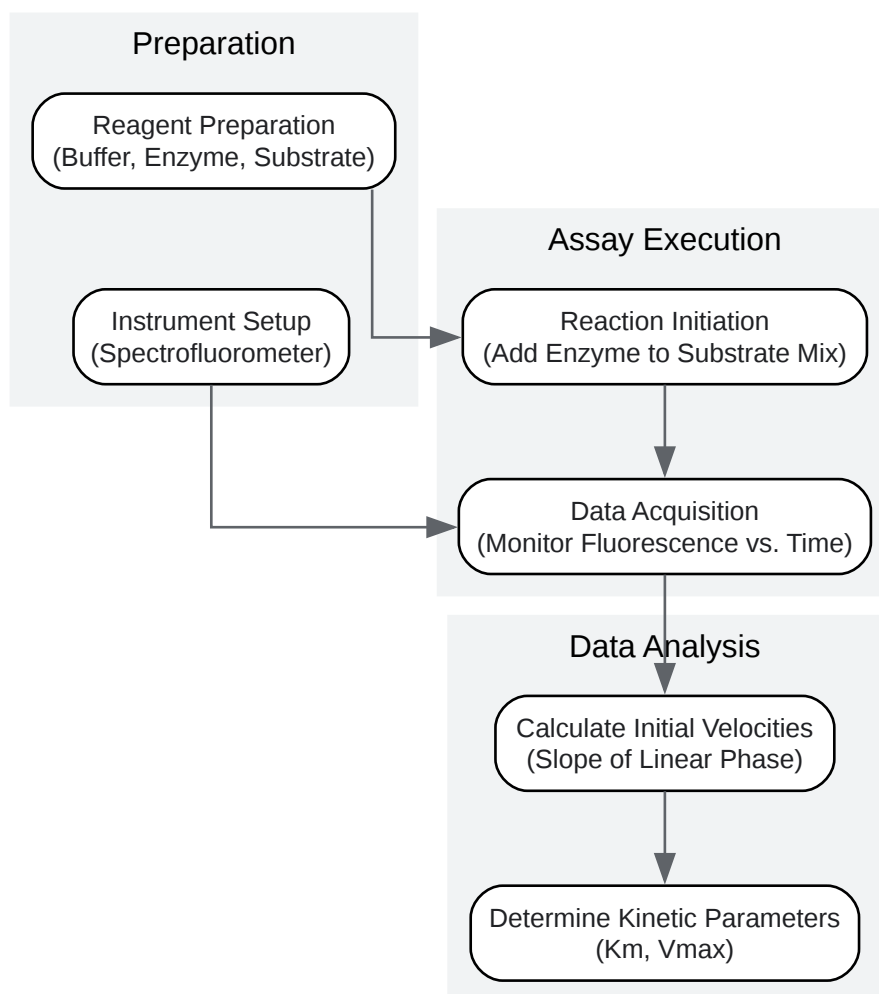 Preparation
Reagent Preparation
(Buffer, Enzyme, Substrate)
Instrument Setup
(Spectrofluorometer)
Assay Execution
Reaction Initiation
(Add Enzyme to Substrate Mix)
Data Acquisition
(Monitor Fluorescence vs. Time)
Data Analysis
Calculate Initial Velocities
(Slope of Linear Phase)
Determine Kinetic Parameters
(Km, Vmax)